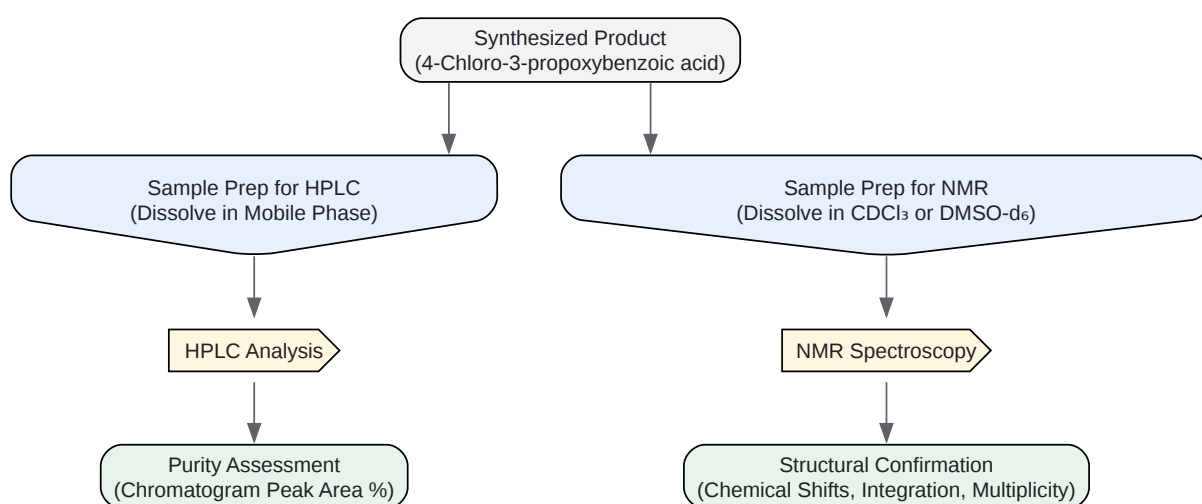 Synthesized Product
(4-Chloro-3-propoxybenzoic acid)
Sample Prep for HPLC
(Dissolve in Mobile Phase)
Sample Prep for NMR
(Dissolve in CDCl₃ or DMSO-d₆)
HPLC Analysis
NMR Spectroscopy
Purity Assessment
(Chromatogram Peak Area %)
Structural Confirmation
(Chemical Shifts, Integration, Multiplicity)